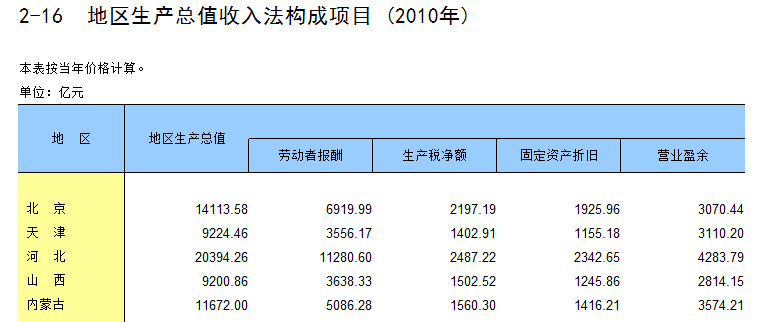 2-16 地区生产总值收入法构成项目 (2010年)
本表按当年价格计算。
单位: 亿元
地 区 地区生产总值 劳动者报酬 生产税净额 固定资产折旧 营业盈余
北 京 14113.58 6919.99 2197.19 1925.96 3070.44
天 津 9224.46 3556.17 1402.91 1155.18 3110.20
河 北 20394.26 11280.60 2487.22 2342.65 4283.79
山 西 9200.86 3638.33 1502.52 1245.86 2814.15
内蒙古 11672.00 5086.28 1560.30 1416.21 3574.21